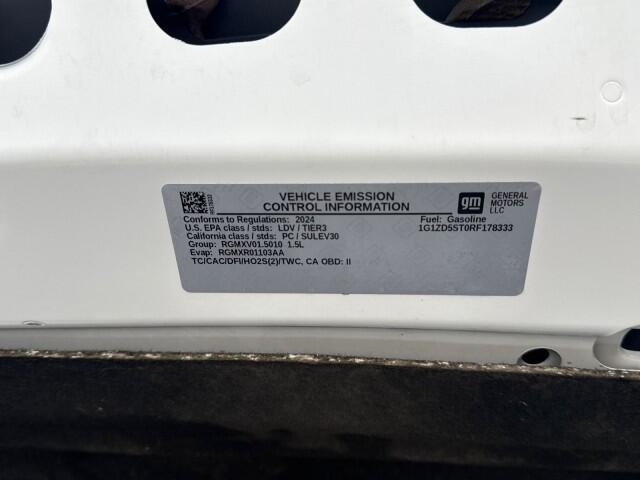 VEHICLE EMISSION
CONTROL INFORMATION
gm
GENERAL
MOTORS
LLC
Conforms to Regulations: 2024
Fuel: Gasoline
U.S. EPA class / stds: LDV / TIER3
1G1ZD5ST0RF178333
California class / stds: PC / SULEV30
Group: RGMXV01.5010 1.5L
Evap: RGMXR01103AA
TC/CAC/DFI/HO2S(2)/TWC, CA OBD: II